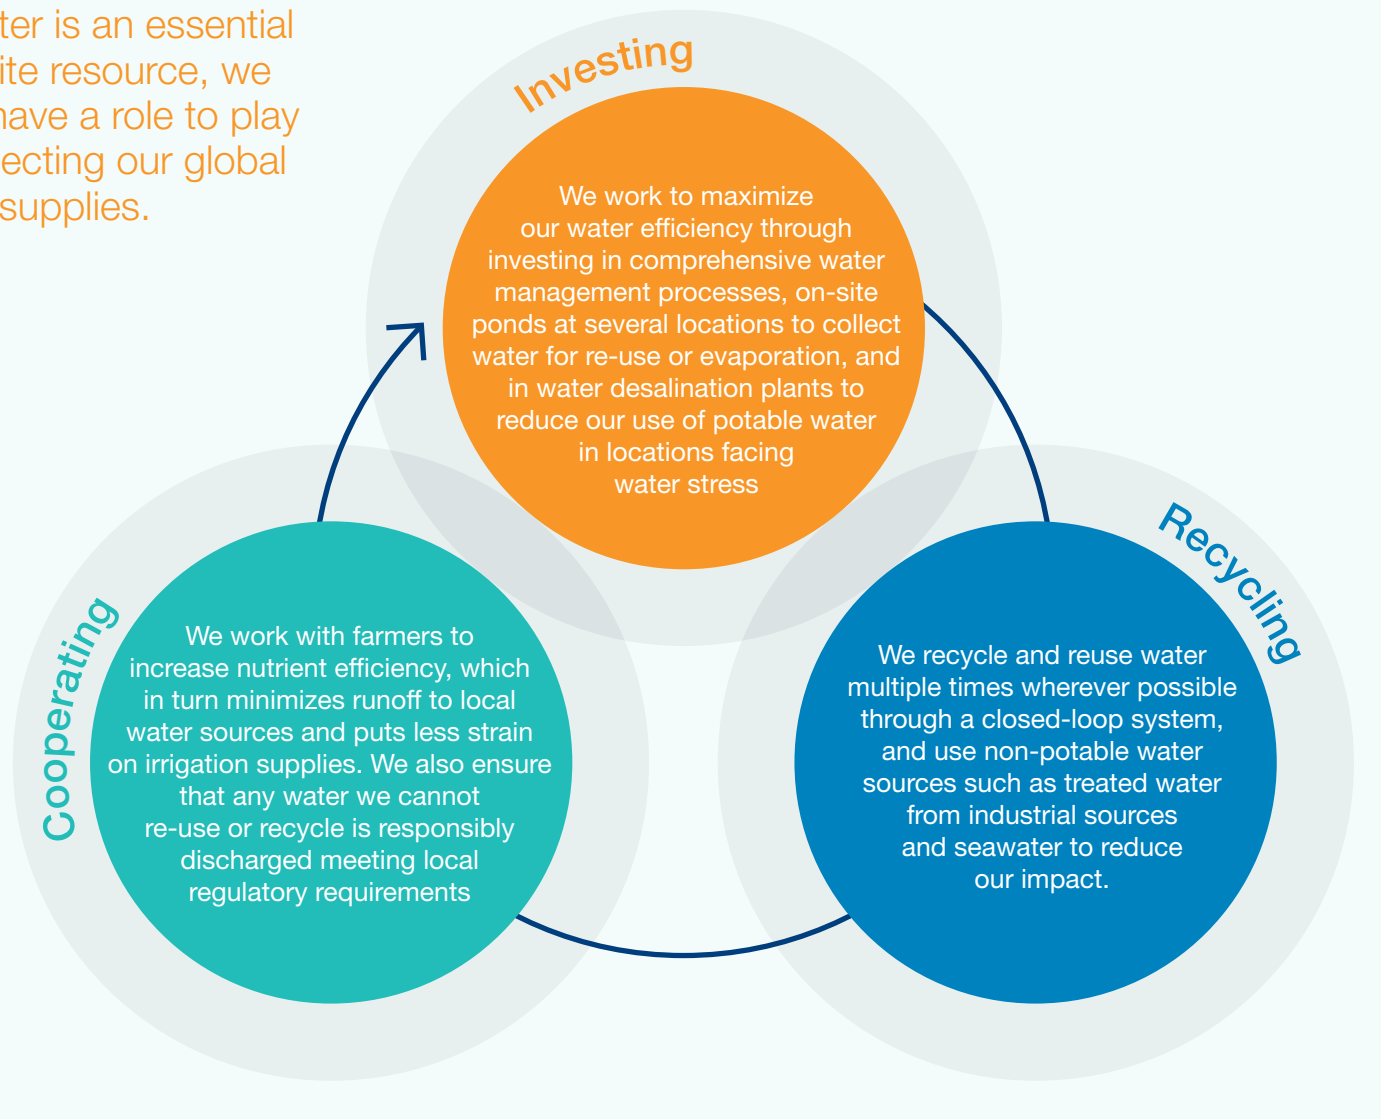 ter is an essential
ite resource, we
have a role to play
ecting our global
supplies.
Investing
We work to maximize
our water efficiency through
investing in comprehensive water
management processes, on-site
ponds at several locations to collect
water for re-use or evaporation, and
in water desalination plants to
reduce our use of potable water
in locations facing
water stress
Recycling
We recycle and reuse water
multiple times wherever possible
through a closed-loop system,
and use non-potable water
sources such as treated water
from industrial sources
and seawater to reduce
our impact.
Cooperating
We work with farmers to
increase nutrient efficiency, which
in turn minimizes runoff to local
water sources and puts less strain
on irrigation supplies. We also ensure
that any water we cannot
re-use or recycle is responsibly
discharged meeting local
regulatory requirements